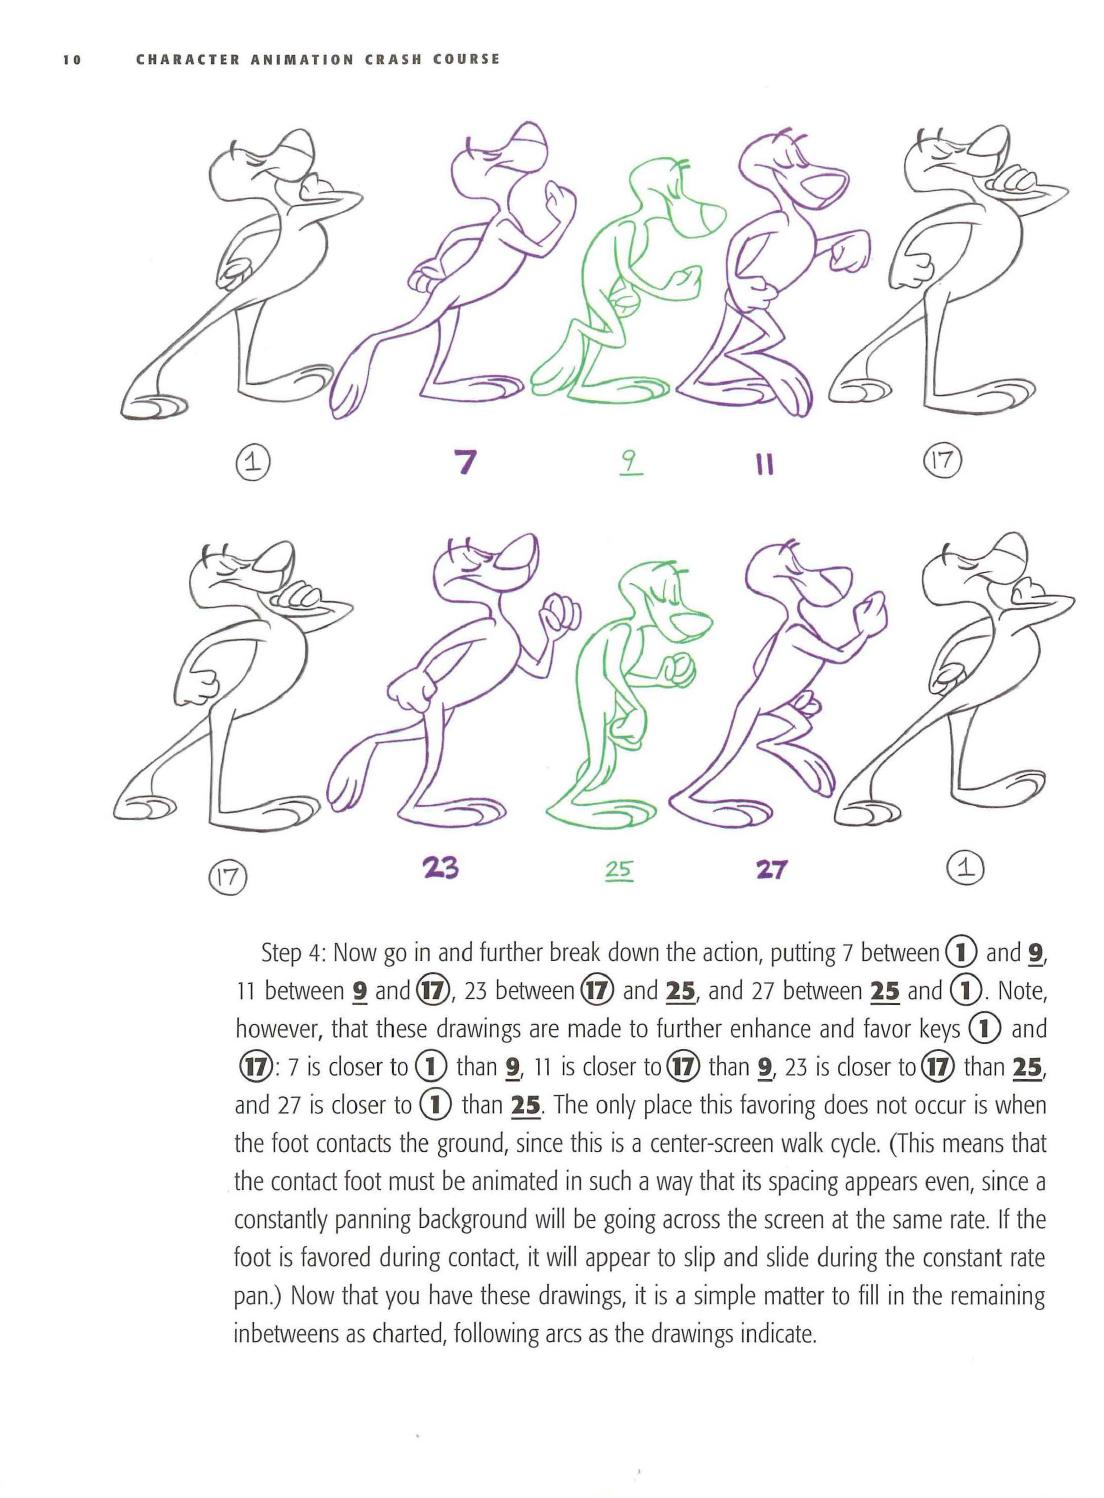 10 CHARACTER ANIMATION CRASH COURSE
1 7 9 11 17
17 23 25 27 1
Step 4: Now go in and further break down the action, putting 7 between 1 and 9,
11 between 9 and 17, 23 between 17 and 25, and 27 between 25 and 1. Note,
however, that these drawings are made to further enhance and favor keys 1 and
17: 7 is closer to 1 than 9, 11 is closer to 17 than 9, 23 is closer to 17 than 25,
and 27 is closer to 1 than 25. The only place this favoring does not occur is when
the foot contacts the ground, since this is a center-screen walk cycle. (This means that
the contact foot must be animated in such a way that its spacing appears even, since a
constantly panning background will be going across the screen at the same rate. If the
foot is favored during contact, it will appear to slip and slide during the constant rate
pan.) Now that you have these drawings, it is a simple matter to fill in the remaining
inbetweens as charted, following arcs as the drawings indicate.